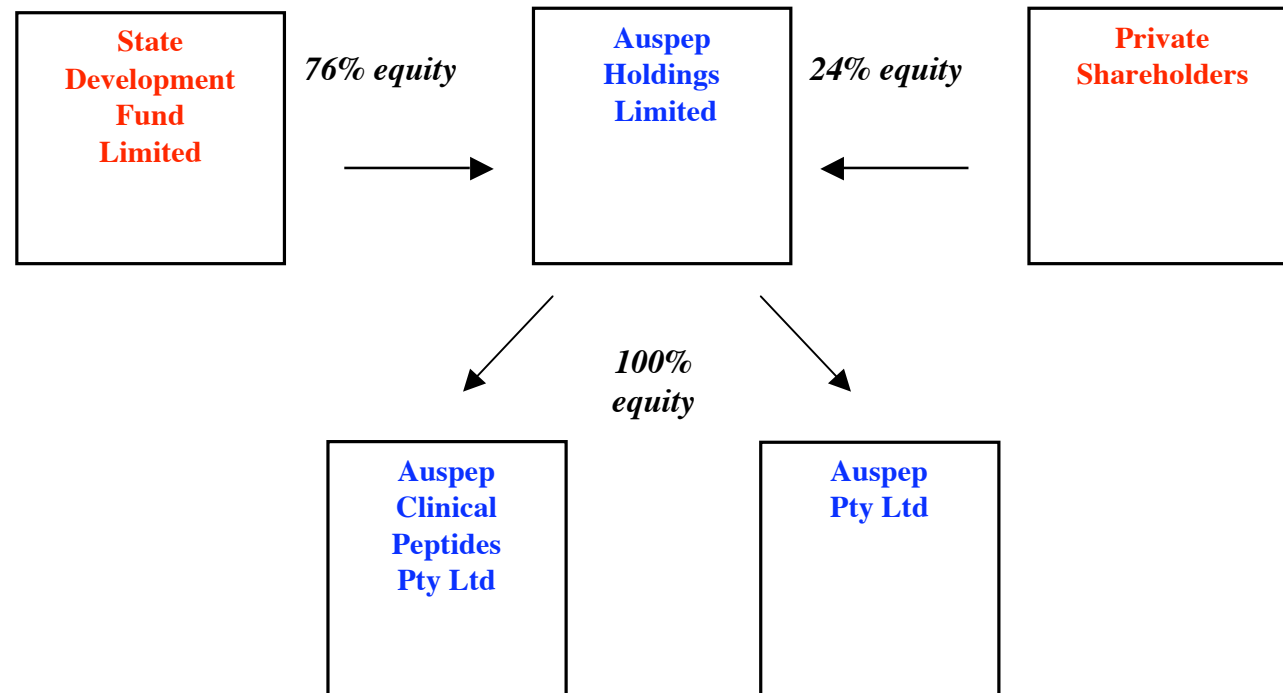 State
Development
Fund
Limited
76% equity
Auspep
Holdings
Limited
24% equity
Private
Shareholders
100%
equity
Auspep
Clinical
Peptides
Pty Ltd
Auspep
Pty Ltd